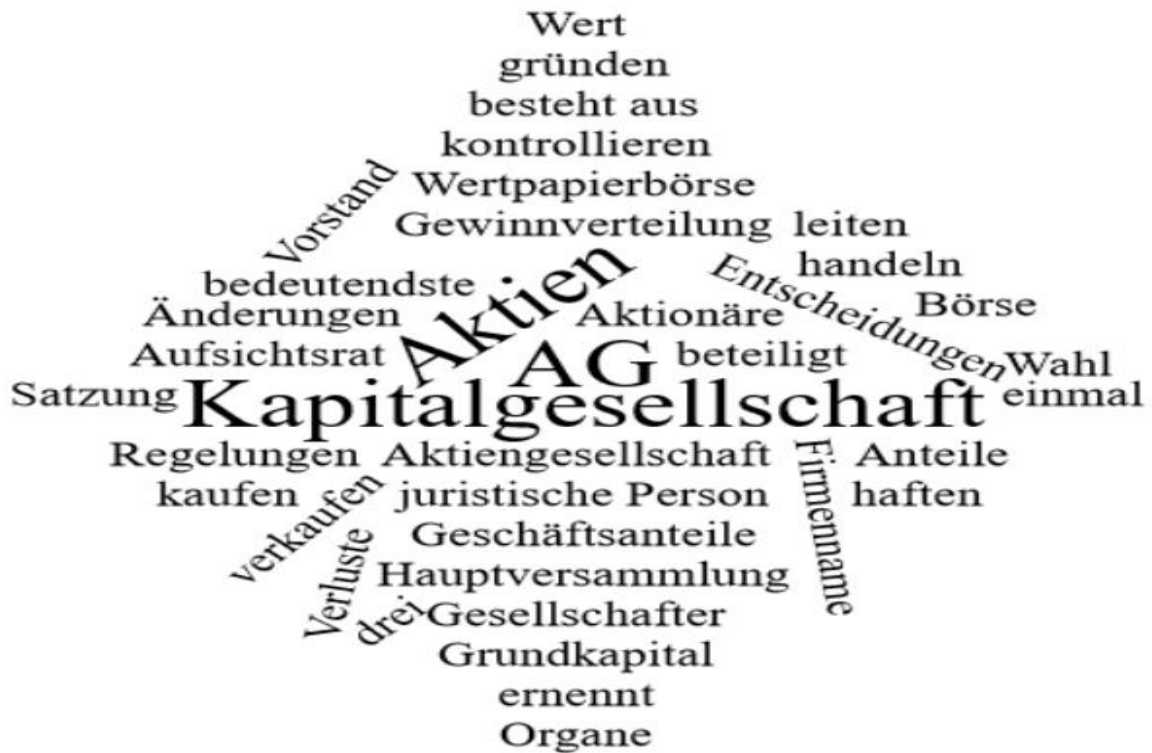 Wert
gründen
besteht aus
kontrollieren
Vorstand
Wertpapierbörse
Gewinnverteilung
leiten
handeln
bedeutendste
Aktien
Entscheidungen
Börse
Änderungen
Aktionäre
Aufsichtsrat
AG
beteiligt
Wahl
Satzung
Kapitalgesellschaft
einmal
Regelungen
Aktiengesellschaft
Firmenname
Anteile
kaufen
verkaufen
juristische Person
haften
Geschäftsanteile
Verluste
Hauptversammlung
drei
Gesellschafter
Grundkapital
ernennt
Organe